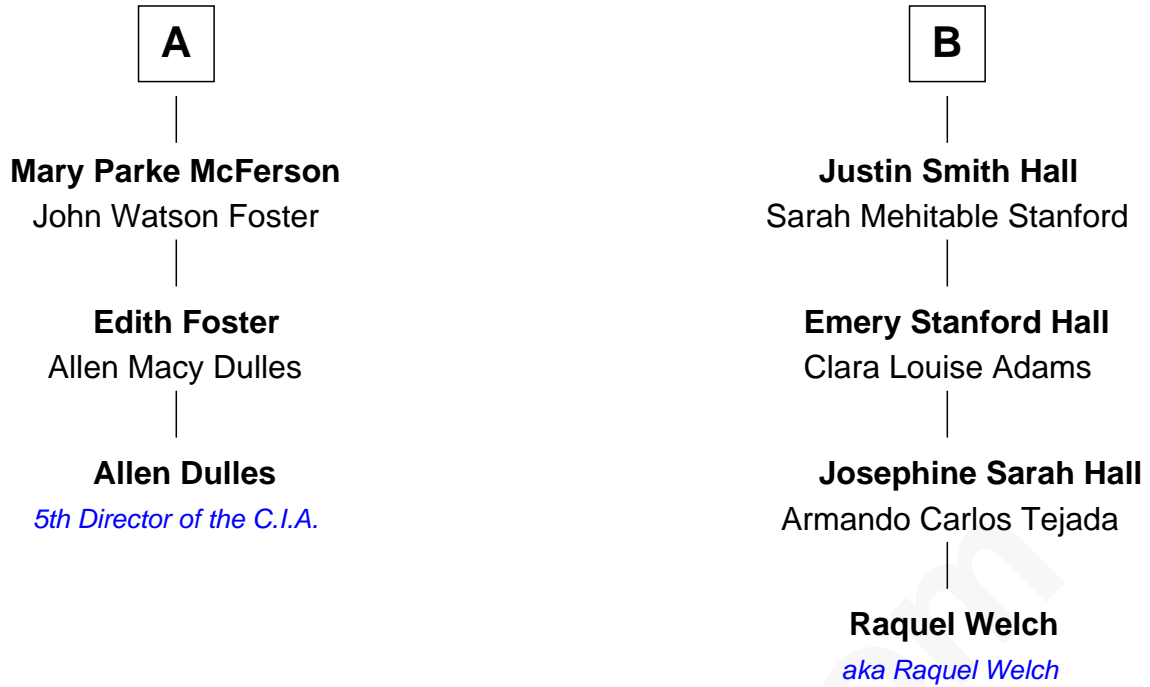 A
Mary Parke McFerson
John Watson Foster
Edith Foster
Allen Macy Dulles
Allen Dulles
5th Director of the C.I.A.
B
Justin Smith Hall
Sarah Mehitable Stanford
Emery Stanford Hall
Clara Louise Adams
Josephine Sarah Hall
Armando Carlos Tejada
Raquel Welch
aka Raquel Welch